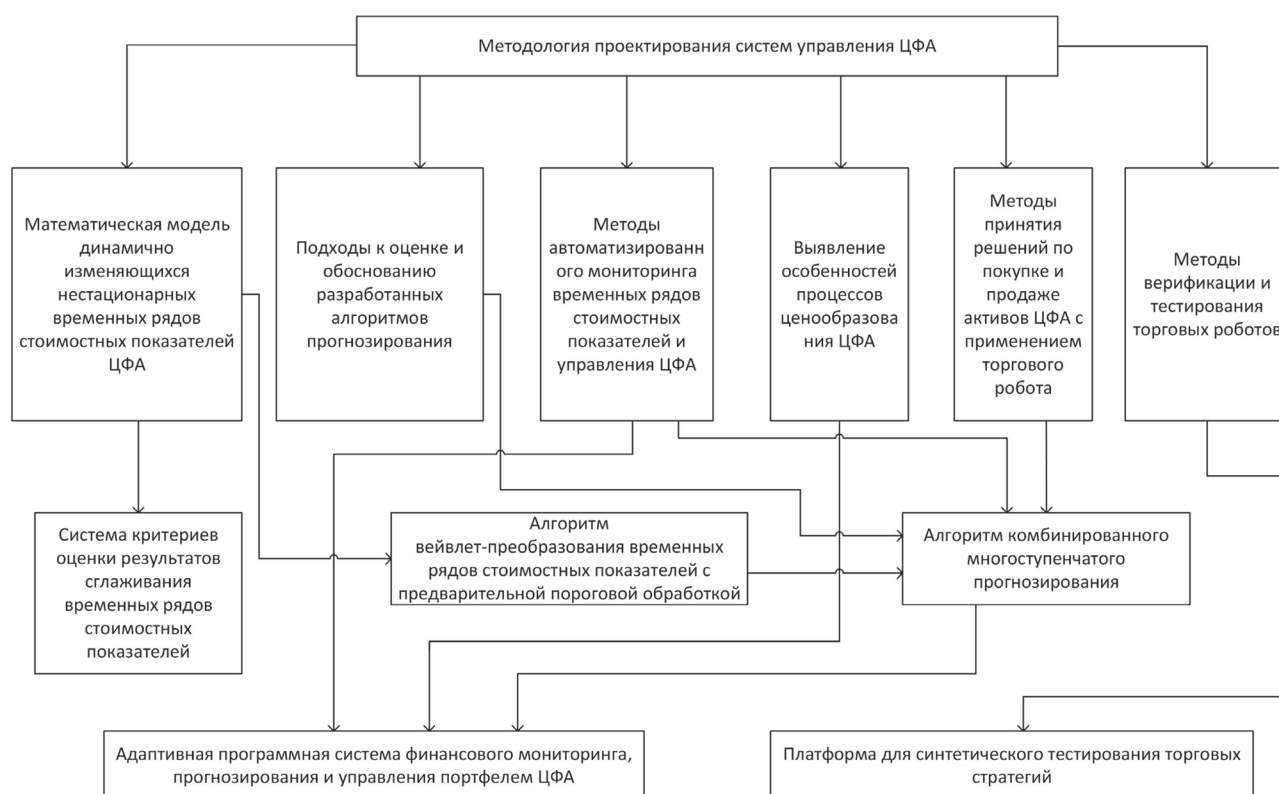 Методология проектирования систем управления ЦФА
Математическая модель
динамично
изменяющихся
нестационарных
временных рядов
стоимостных показателей
ЦФА
Подходы к оценке и
обоснованию
разработанных
алгоритмов
прогнозирования
Методы
автоматизированн
ого мониторинга
временных рядов
стоимостных
показателей и
управления ЦФА
Выявление
особенностей
процессов
ценообразова
ния ЦФА
Методы
принятия
решений по
покупке и
продаже
активов ЦФА с
применением
торгового
робота
Методы
верификации и
тестирования
торговых роботов
Система критериев
оценки результатов
сглаживания
временных рядов
стоимостных
показателей
Алгоритм
вейвлет-преобразования временных
рядов стоимостных показателей с
предварительной пороговой обработкой
Алгоритм комбинированного
многоступенчатого
прогнозирования
Адаптивная программная система финансового мониторинга,
прогнозирования и управления портфелем ЦФА
Платформа для синтетического тестирования торговых
стратегий